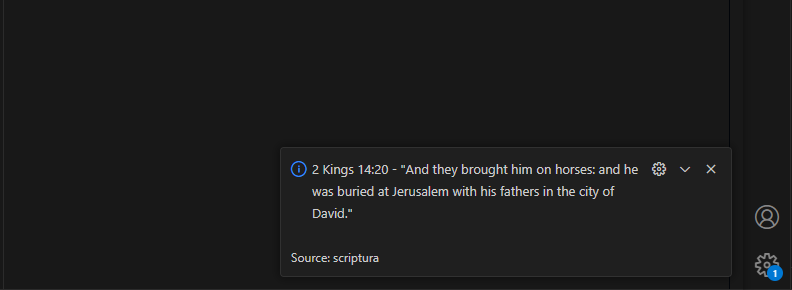 2 Kings 14:20 - "And they brought him on horses: and he
was buried at Jerusalem with his fathers in the city of
David."
Source: scriptura
1